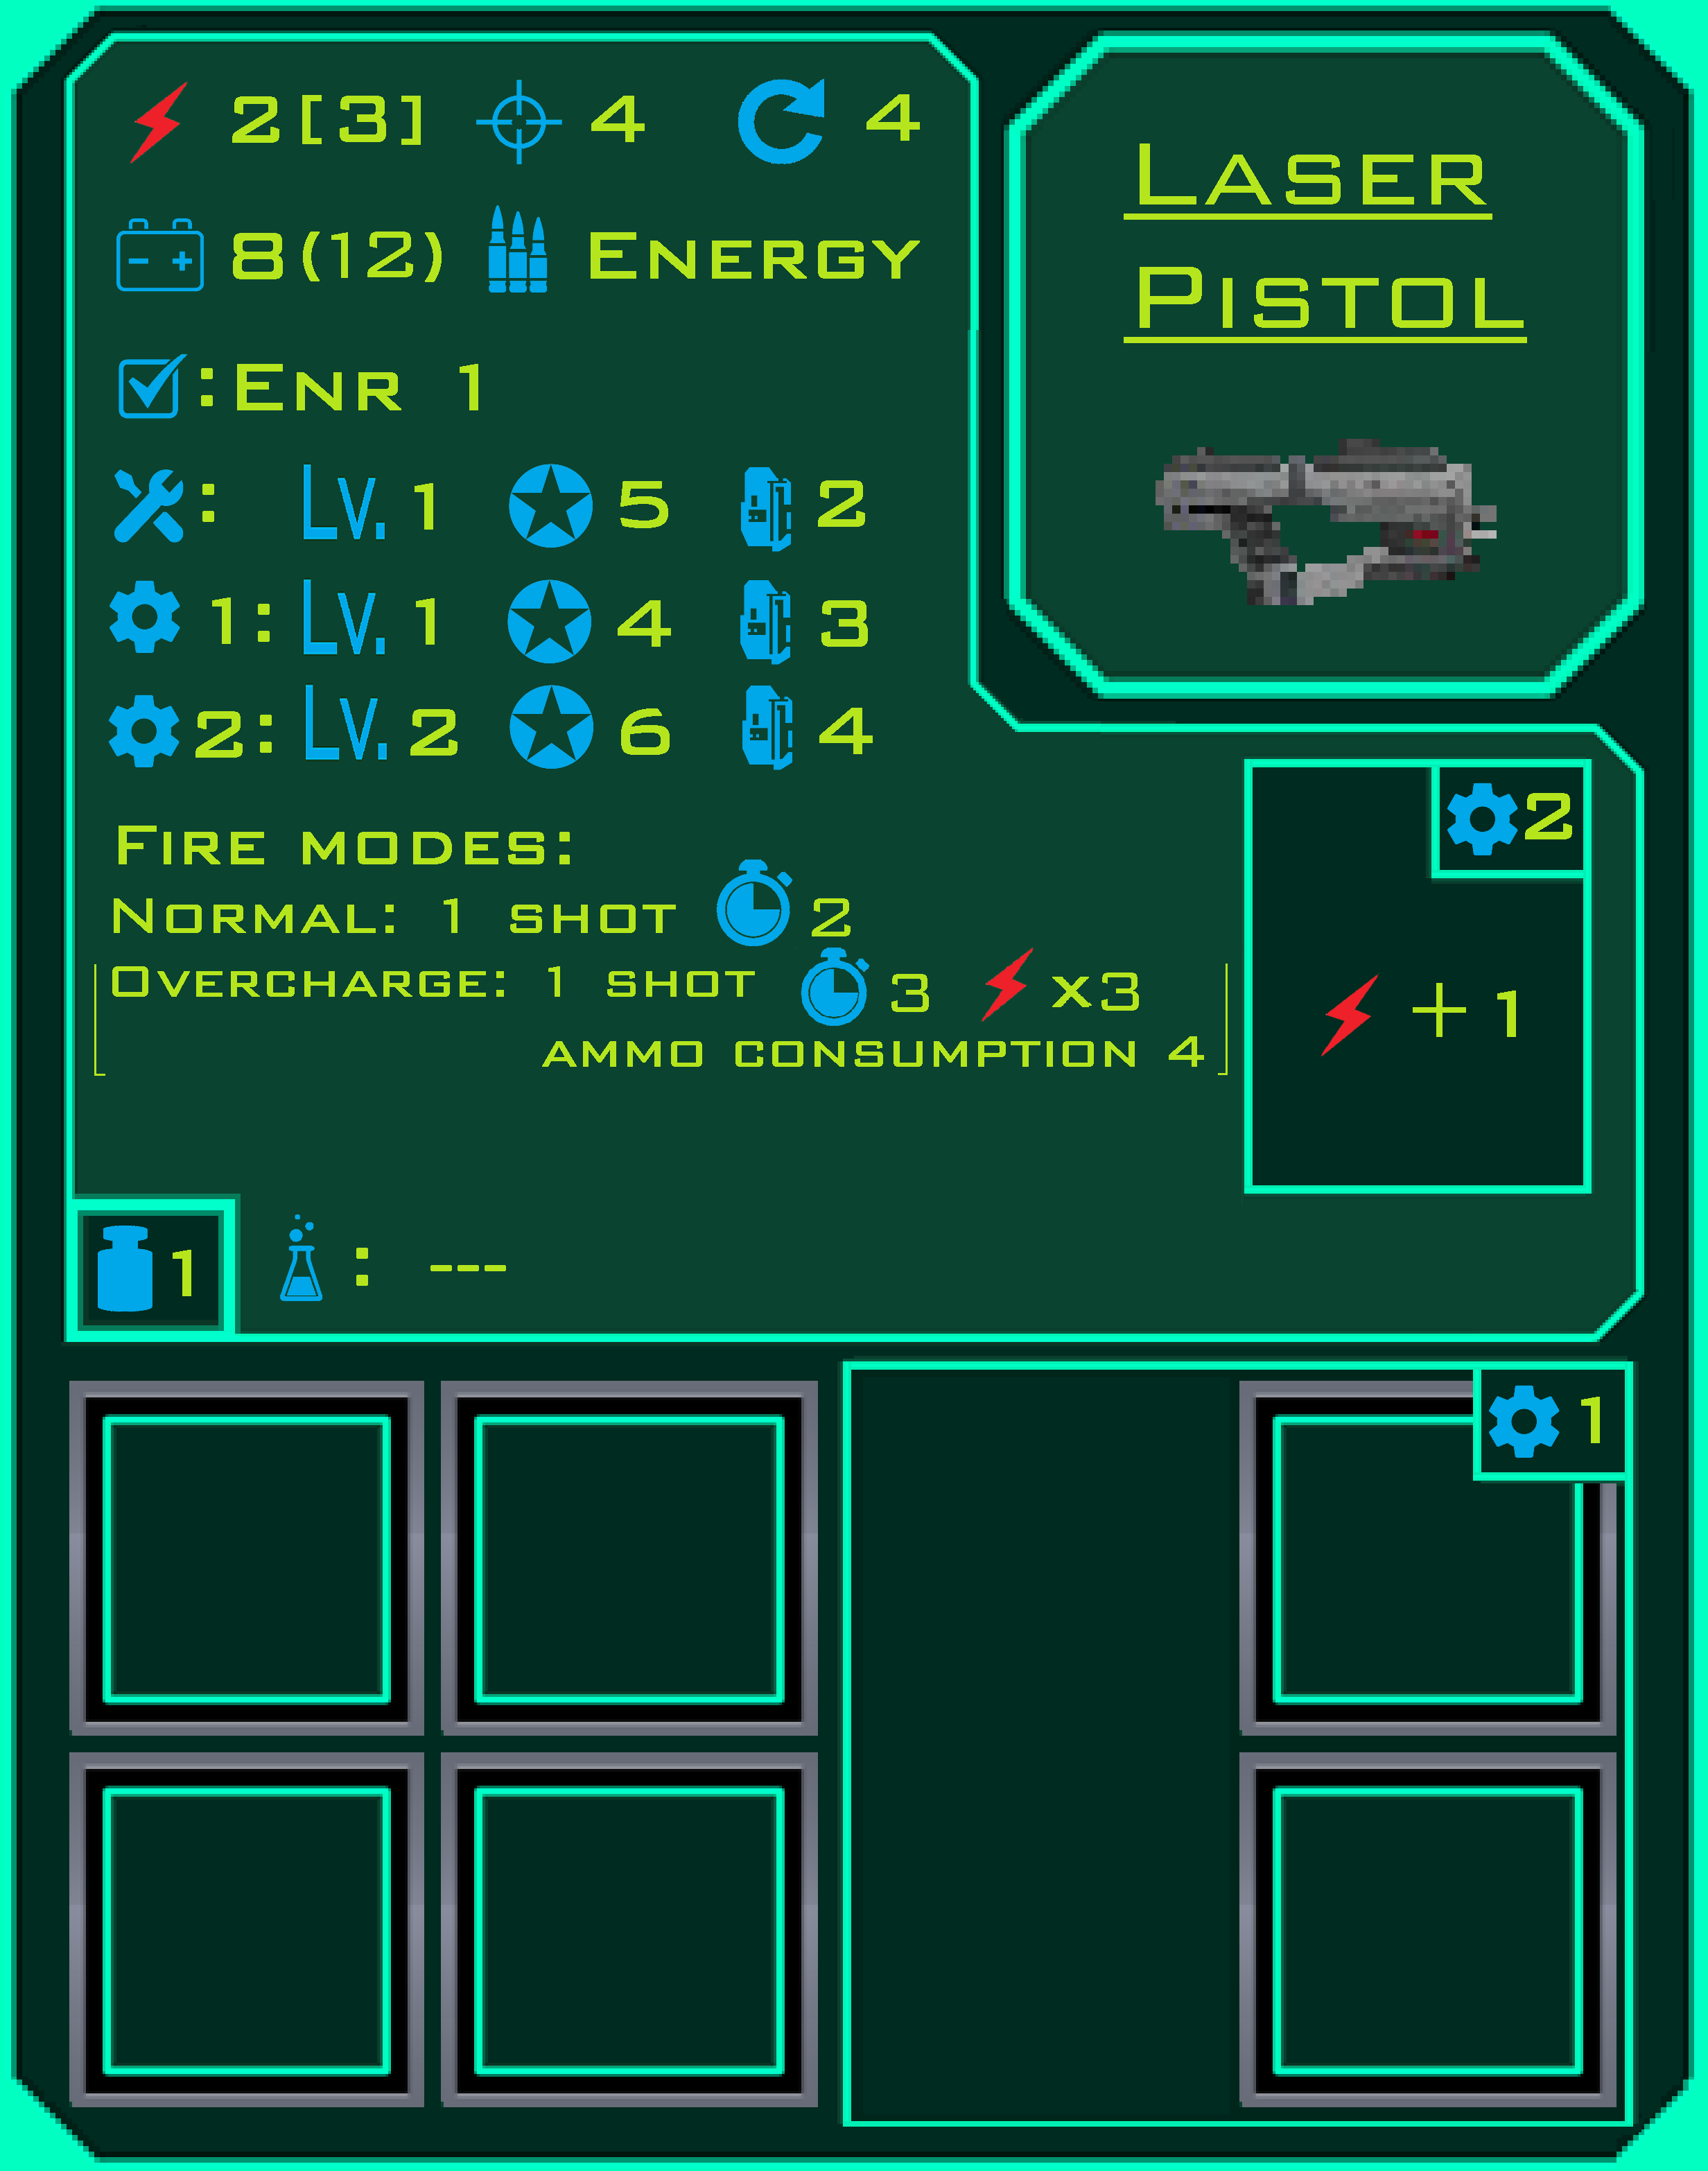 2[3] 4 4
LASER
PISTOL
8(12) ENERGY
:ENR 1
: LV. 1 5 2
1: LV. 1 4 3
2: LV. 2 6 4
FIRE MODES:
NORMAL: 1 SHOT 2
OVERCHARGE: 1 SHOT 3 X3
AMMO CONSUMPTION 4
2
+ 1
1 : ---
1